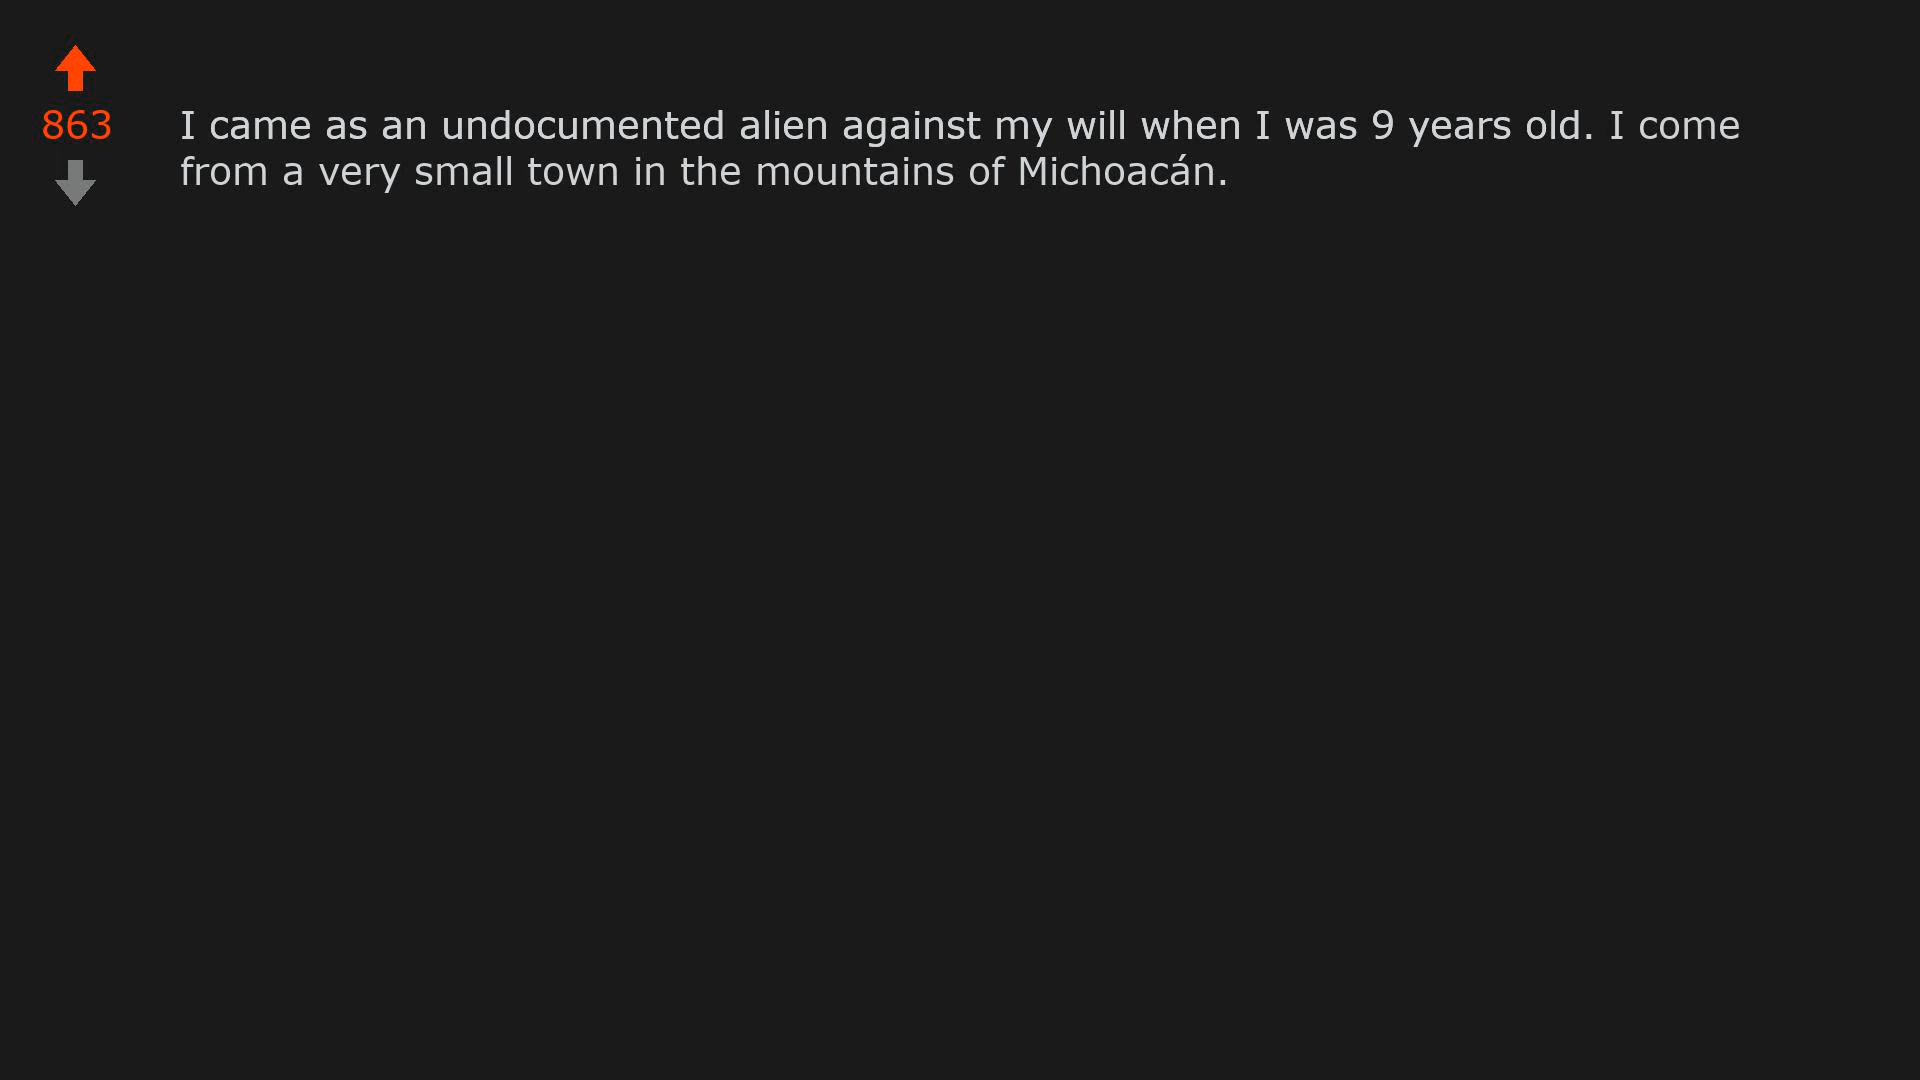 863
I came as an undocumented alien against my will when I was 9 years old. I come
from a very small town in the mountains of Michoacán.